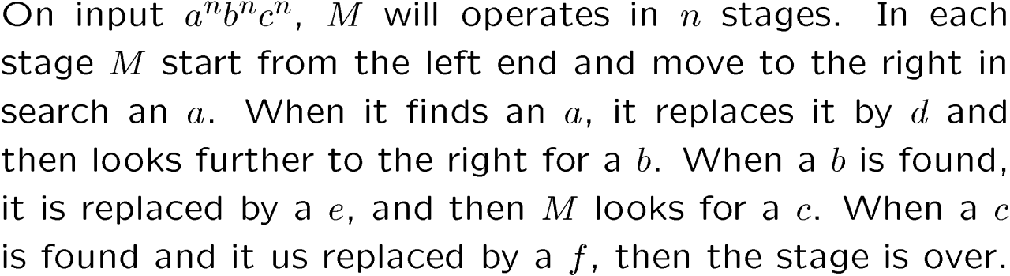 On input $a^n b^n c^n$, $M$ will operates in $n$ stages. In each
stage $M$ start from the left end and move to the right in
search an $a$. When it finds an $a$, it replaces it by $d$ and
then looks further to the right for a $b$. When a $b$ is found,
it is replaced by a $e$, and then $M$ looks for a $c$. When a $c$
is found and it us replaced by a $f$, then the stage is over.